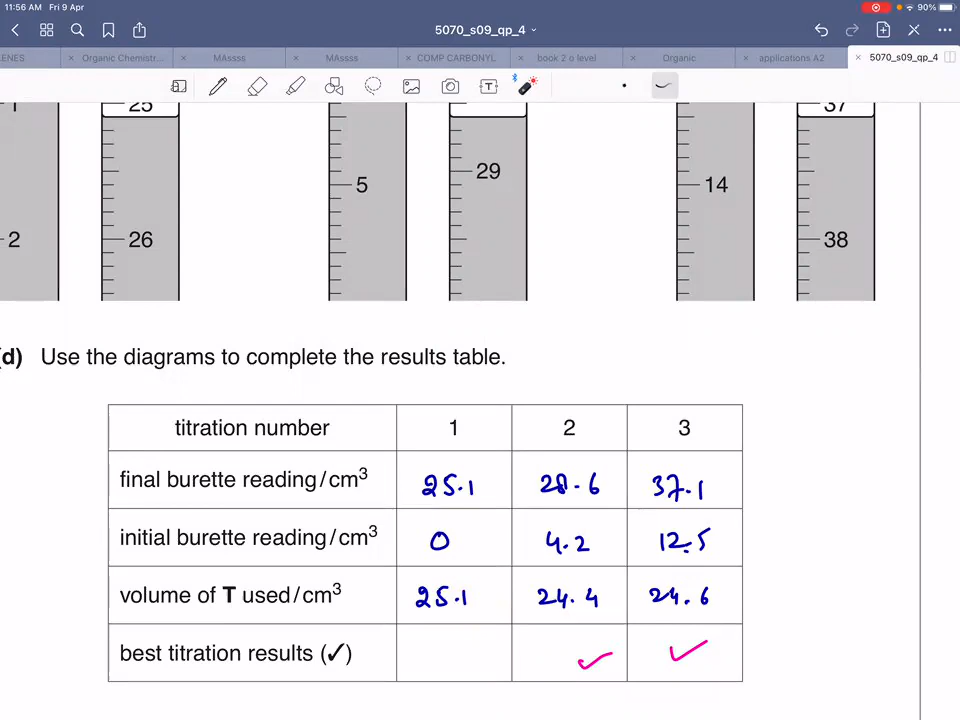 11:56 AM Fri 9 Apr 90%
5070_s09_qp_4
ENES × Organic Chemistr... × MAssss × MAssss × COMP CARBONYL × book 2 o level × Organic × applications A2 × 5070_s09_qp_4
1 25 37
5 29 14
2 26 38
(d) Use the diagrams to complete the results table.
titration number 1 2 3
final burette reading/cm³ 25.1 28.6 37.1
initial burette reading/cm³ 0 4.2 12.5
volume of T used/cm³ 25.1 24.4 24.6
best titration results (✓) ✓ ✓